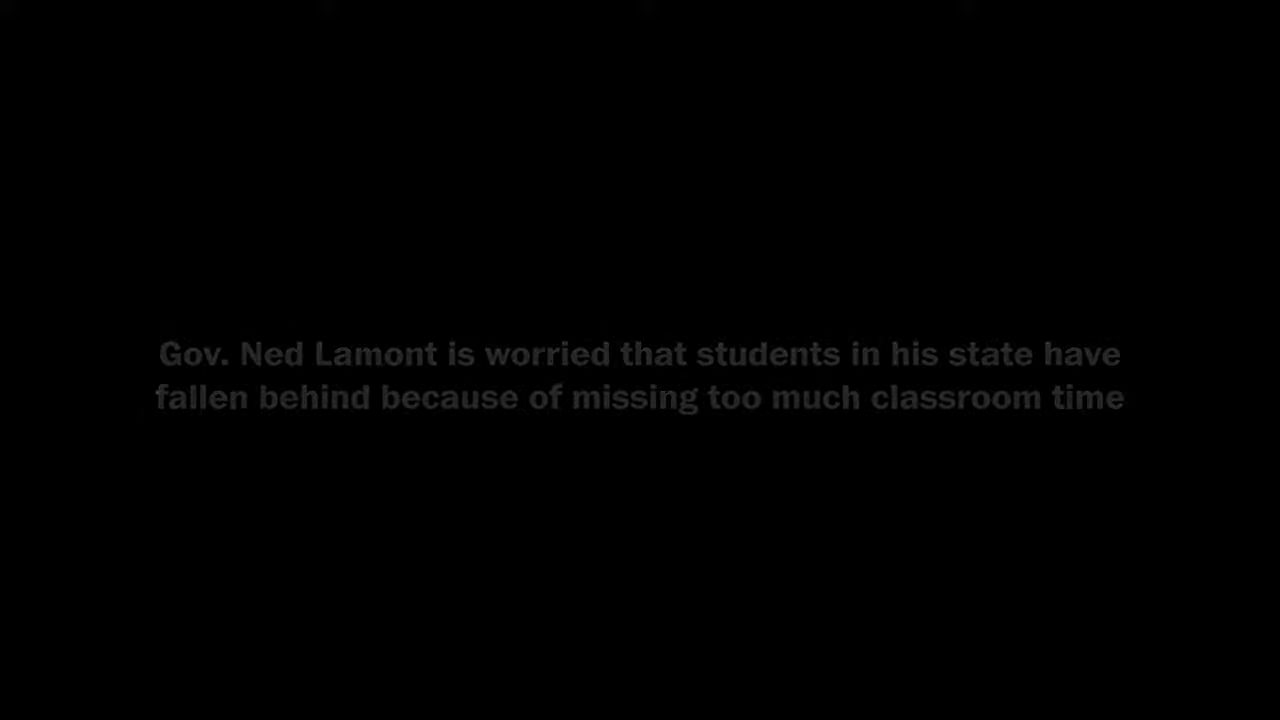 Gov. Ned Lamont is worried that students in his state have
fallen behind because of missing too much classroom time